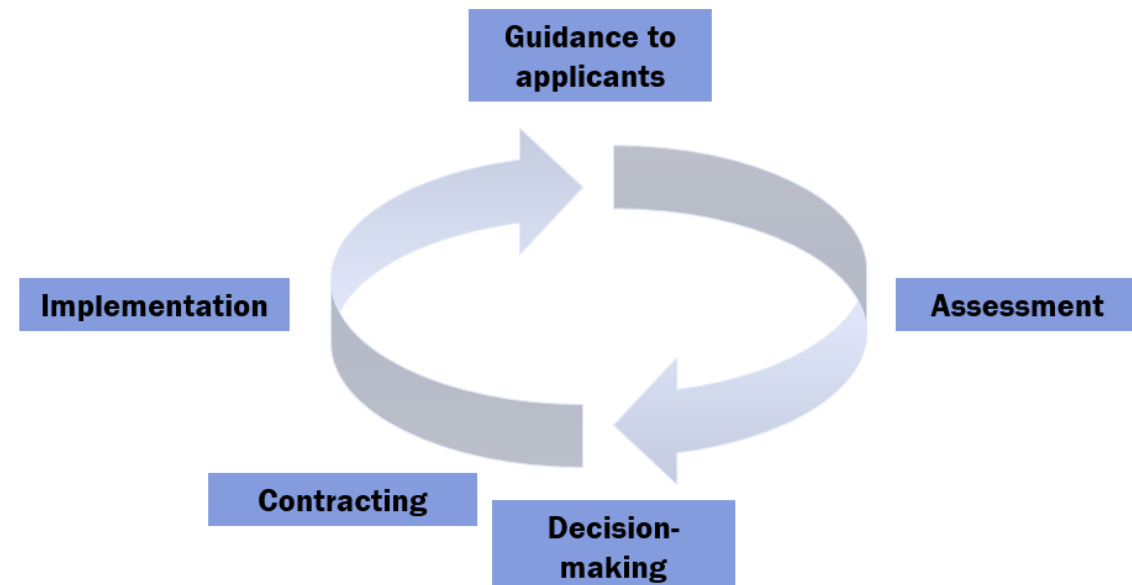 Guidance to
applicants
Implementation
Assessment
Contracting
Decision-
making